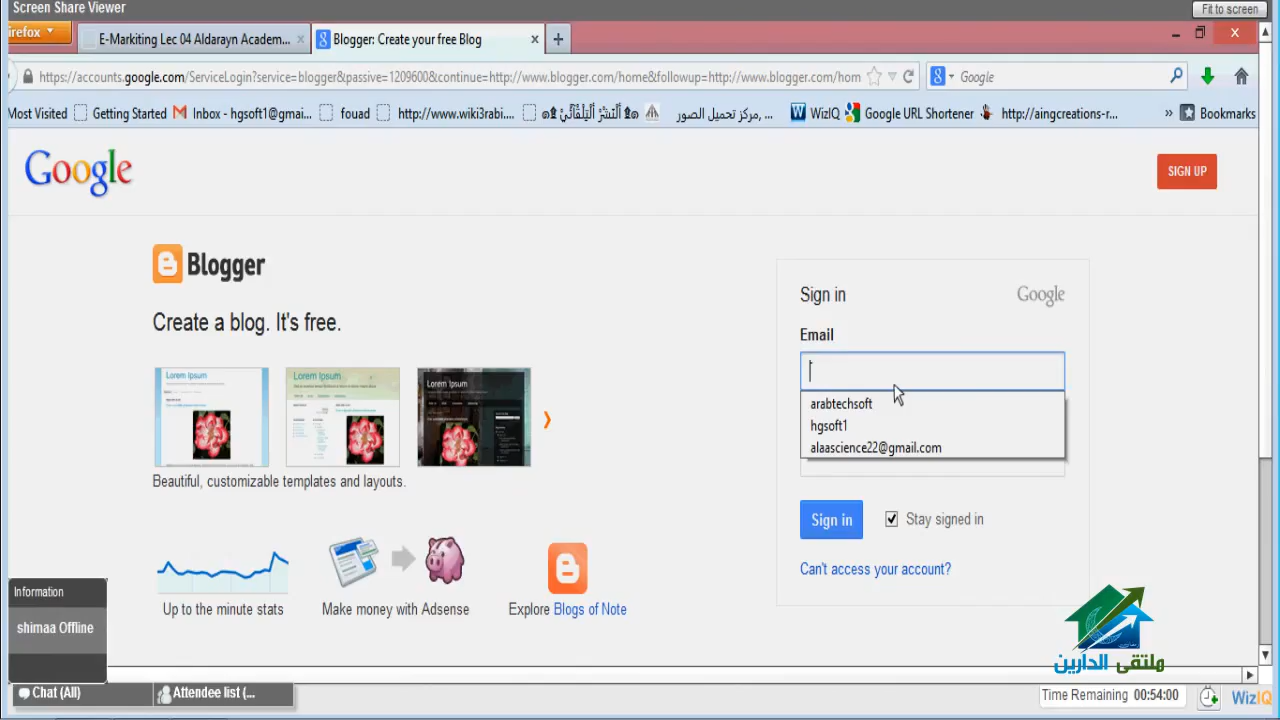 Screen Share Viewer
Fit to screen
irefox
E-Markiting Lec 04 Aldarayn Academ...
Blogger: Create your free Blog
https://accounts.google.com/ServiceLogin?service=blogger&passive=1209600&continue=http://www.blogger.com/home&followup=http://www.blogger.com/hom
Google
Most Visited
Getting Started
Inbox - hgsoft1@gmai...
fouad
http://www.wiki3rabi....
مركز تحميل الصور, ...
WizIQ
Google URL Shortener
http://aingcreations-r...
»
Bookmarks
Google
SIGN UP
Blogger
Create a blog. It's free.
Lorem Ipsum
Lorem Ipsum
Lorem Ipsum
Beautiful, customizable templates and layouts.
Up to the minute stats
Make money with Adsense
Explore Blogs of Note
Sign in
Google
Email
arabtechsoft
hgsoft1
alaascience22@gmail.com
Sign in
Stay signed in
Can't access your account?
Information
shimaa Offline
ملتقى الدارين
Chat (All)
Attendee list (...
Time Remaining 00:54:00
WizIQ